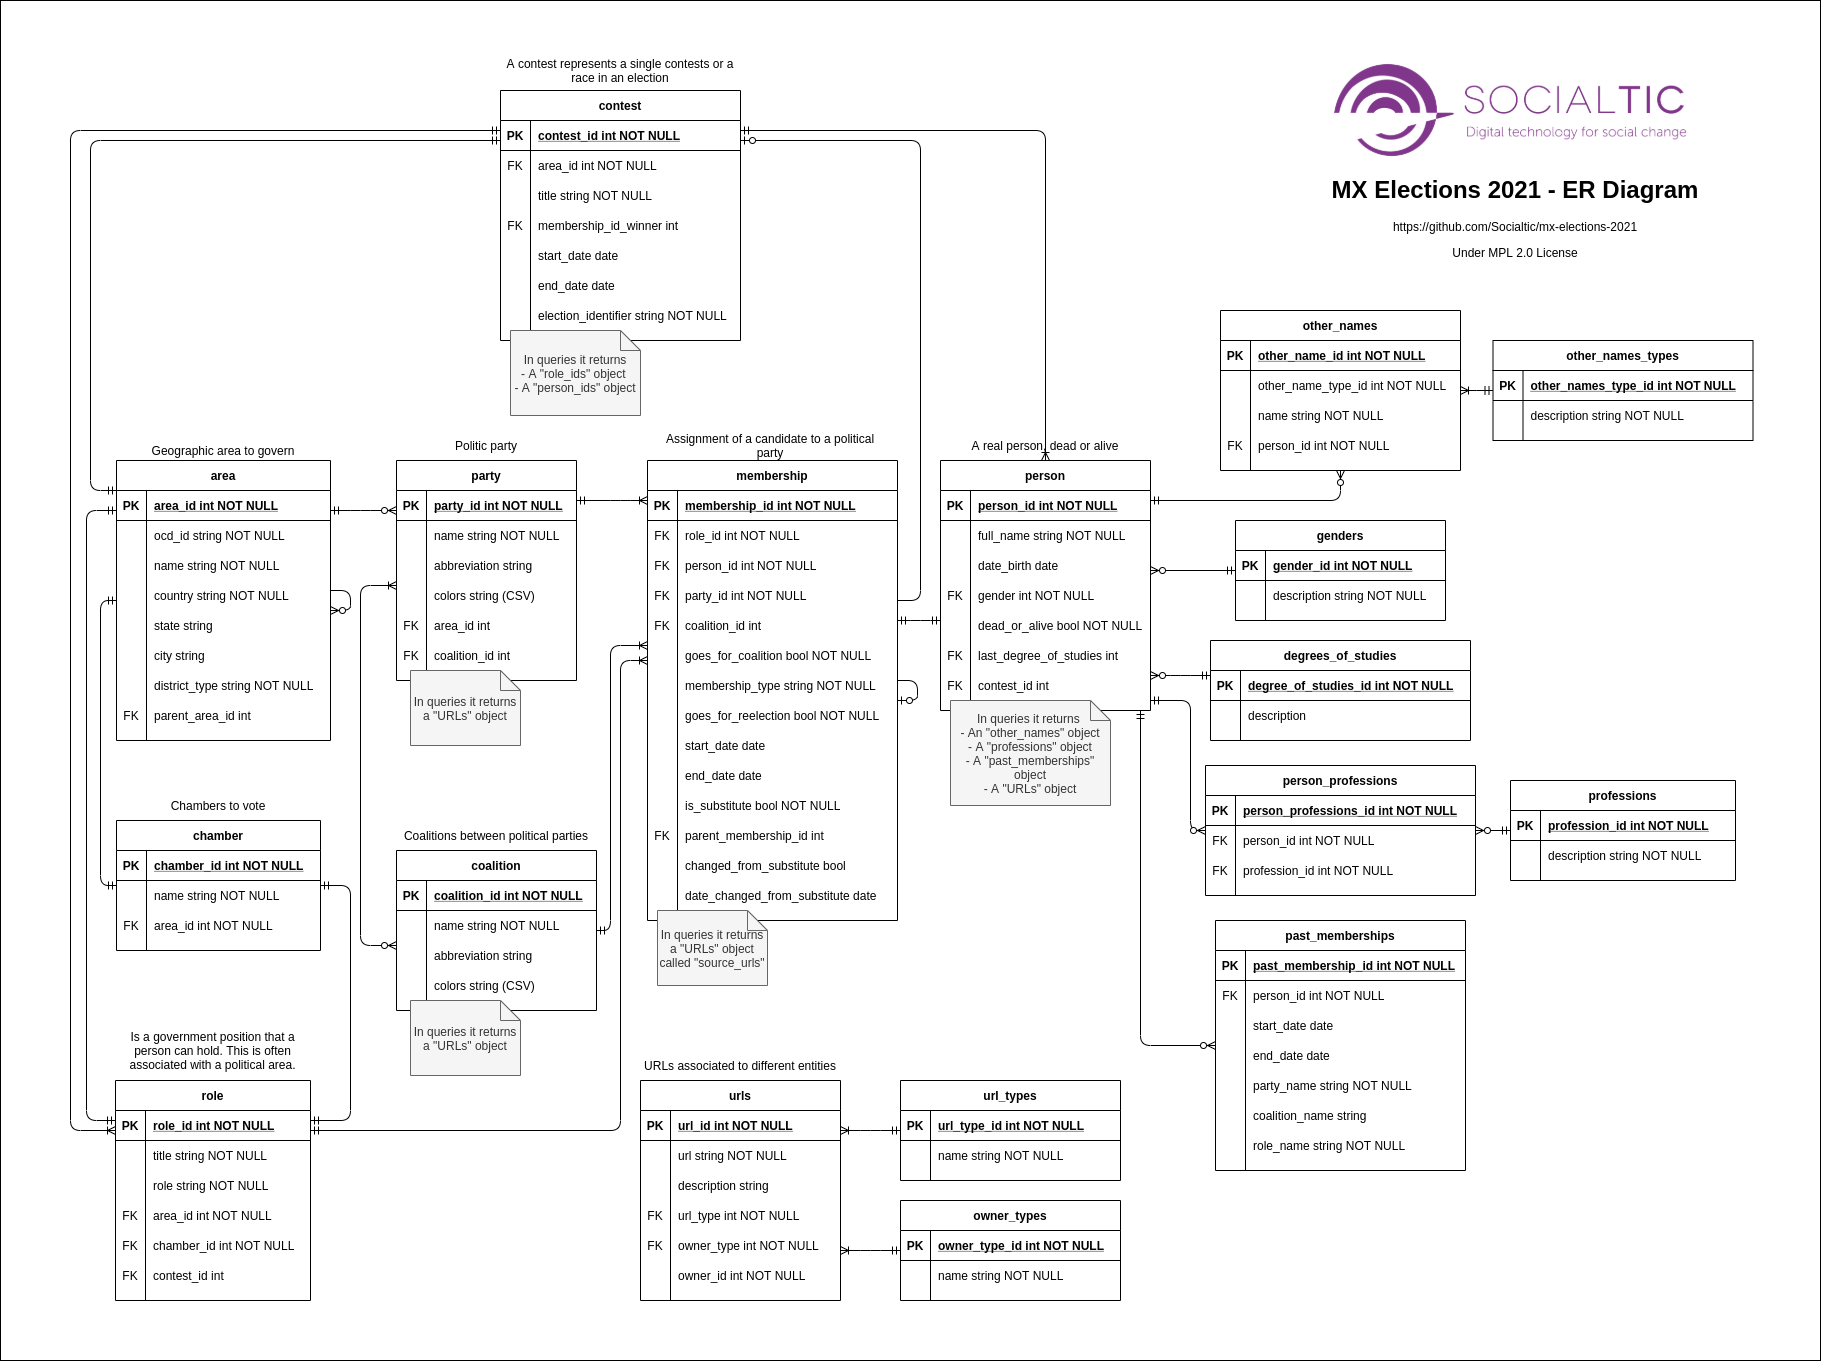 SOCIALTIC
Digital technology for social change
MX Elections 2021 - ER Diagram
https://github.com/Socialtic/mx-elections-2021
Under MPL 2.0 License
A contest represents a single contests or a
race in an election
contest
PK contest_id int NOT NULL
FK area_id int NOT NULL
title string NOT NULL
FK membership_id_winner int
start_date date
end_date date
election_identifier string NOT NULL
In queries it returns
- A "role_ids" object
- A "person_ids" object
Geographic area to govern
area
PK area_id int NOT NULL
ocd_id string NOT NULL
name string NOT NULL
country string NOT NULL
state string
city string
district_type string NOT NULL
FK parent_area_id int
Politic party
party
PK party_id int NOT NULL
name string NOT NULL
abbreviation string
colors string (CSV)
FK area_id int
FK coalition_id int
In queries it returns
a "URLs" object
Assignment of a candidate to a political
party
membership
PK membership_id int NOT NULL
FK role_id int NOT NULL
FK person_id int NOT NULL
FK party_id int NOT NULL
FK coalition_id int
goes_for_coalition bool NOT NULL
membership_type string NOT NULL
goes_for_reelection bool NOT NULL
start_date date
end_date date
is_substitute bool NOT NULL
FK parent_membership_id int
changed_from_substitute bool
date_changed_from_substitute date
In queries it returns
a "URLs" object
called "source_urls"
A real person, dead or alive
person
PK person_id int NOT NULL
full_name string NOT NULL
date_birth date
FK gender int NOT NULL
dead_or_alive bool NOT NULL
FK last_degree_of_studies int
FK contest_id int
In queries it returns
- An "other_names" object
- A "professions" object
- A "past_memberships"
object
- A "URLs" object
other_names
PK other_name_id int NOT NULL
other_name_type_id int NOT NULL
name string NOT NULL
FK person_id int NOT NULL
other_names_types
PK other_names_type_id int NOT NULL
description string NOT NULL
genders
PK gender_id int NOT NULL
description string NOT NULL
degrees_of_studies
PK degree_of_studies_id int NOT NULL
description
person_professions
PK person_professions_id int NOT NULL
FK person_id int NOT NULL
FK profession_id int NOT NULL
professions
PK profession_id int NOT NULL
description string NOT NULL
past_memberships
PK past_membership_id int NOT NULL
FK person_id int NOT NULL
start_date date
end_date date
party_name string NOT NULL
coalition_name string
role_name string NOT NULL
Chambers to vote
chamber
PK chamber_id int NOT NULL
name string NOT NULL
FK area_id int NOT NULL
Coalitions between political parties
coalition
PK coalition_id int NOT NULL
name string NOT NULL
abbreviation string
colors string (CSV)
In queries it returns
a "URLs" object
Is a government position that a
person can hold. This is often
associated with a political area.
role
PK role_id int NOT NULL
title string NOT NULL
role string NOT NULL
FK area_id int NOT NULL
FK chamber_id int NOT NULL
FK contest_id int
URLs associated to different entities
urls
PK url_id int NOT NULL
url string NOT NULL
description string
FK url_type int NOT NULL
FK owner_type int NOT NULL
owner_id int NOT NULL
url_types
PK url_type_id int NOT NULL
name string NOT NULL
owner_types
PK owner_type_id int NOT NULL
name string NOT NULL